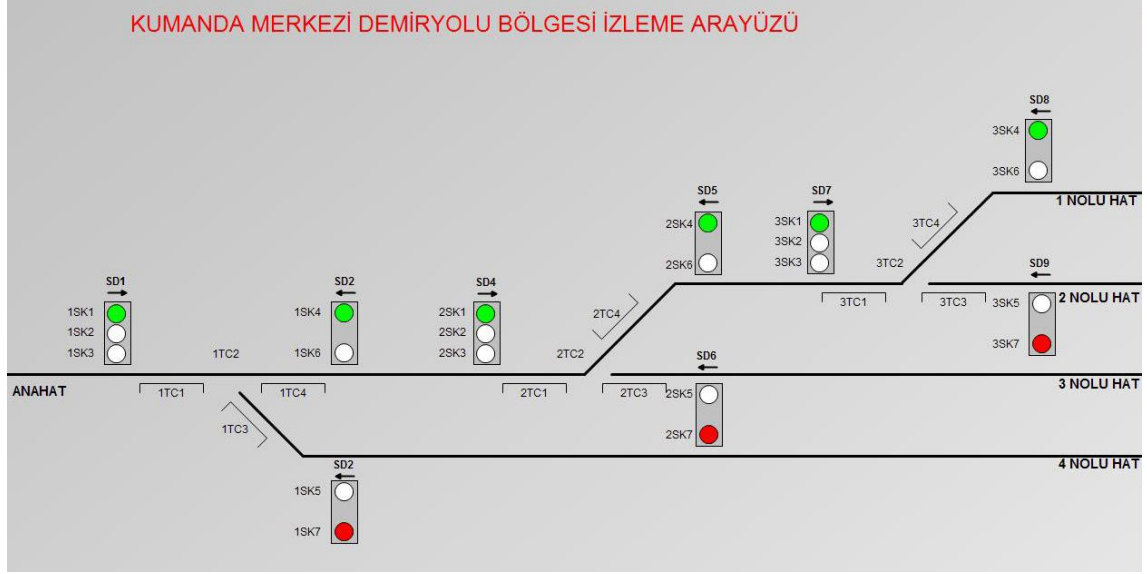 KUMANDA MERKEZİ DEMİRYOLU BÖLGESİ İZLEME ARAYÜZÜ
SD8
3SK4
3SK6
1 NOLU HAT
SD5
2SK4
2SK6
SD7
3SK1
3SK2
3SK3
3TC4
3TC2
SD9
3SK5
3SK7
2 NOLU HAT
3TC1
3TC3
SD1
1SK1
1SK2
1SK3
SD2
1SK4
1SK6
SD4
2SK1
2SK2
2SK3
2TC4
1TC2
2TC2
SD6
2SK5
2SK7
ANAHAT
1TC1
1TC4
2TC1
2TC3
3 NOLU HAT
1TC3
SD2
1SK5
1SK7
4 NOLU HAT